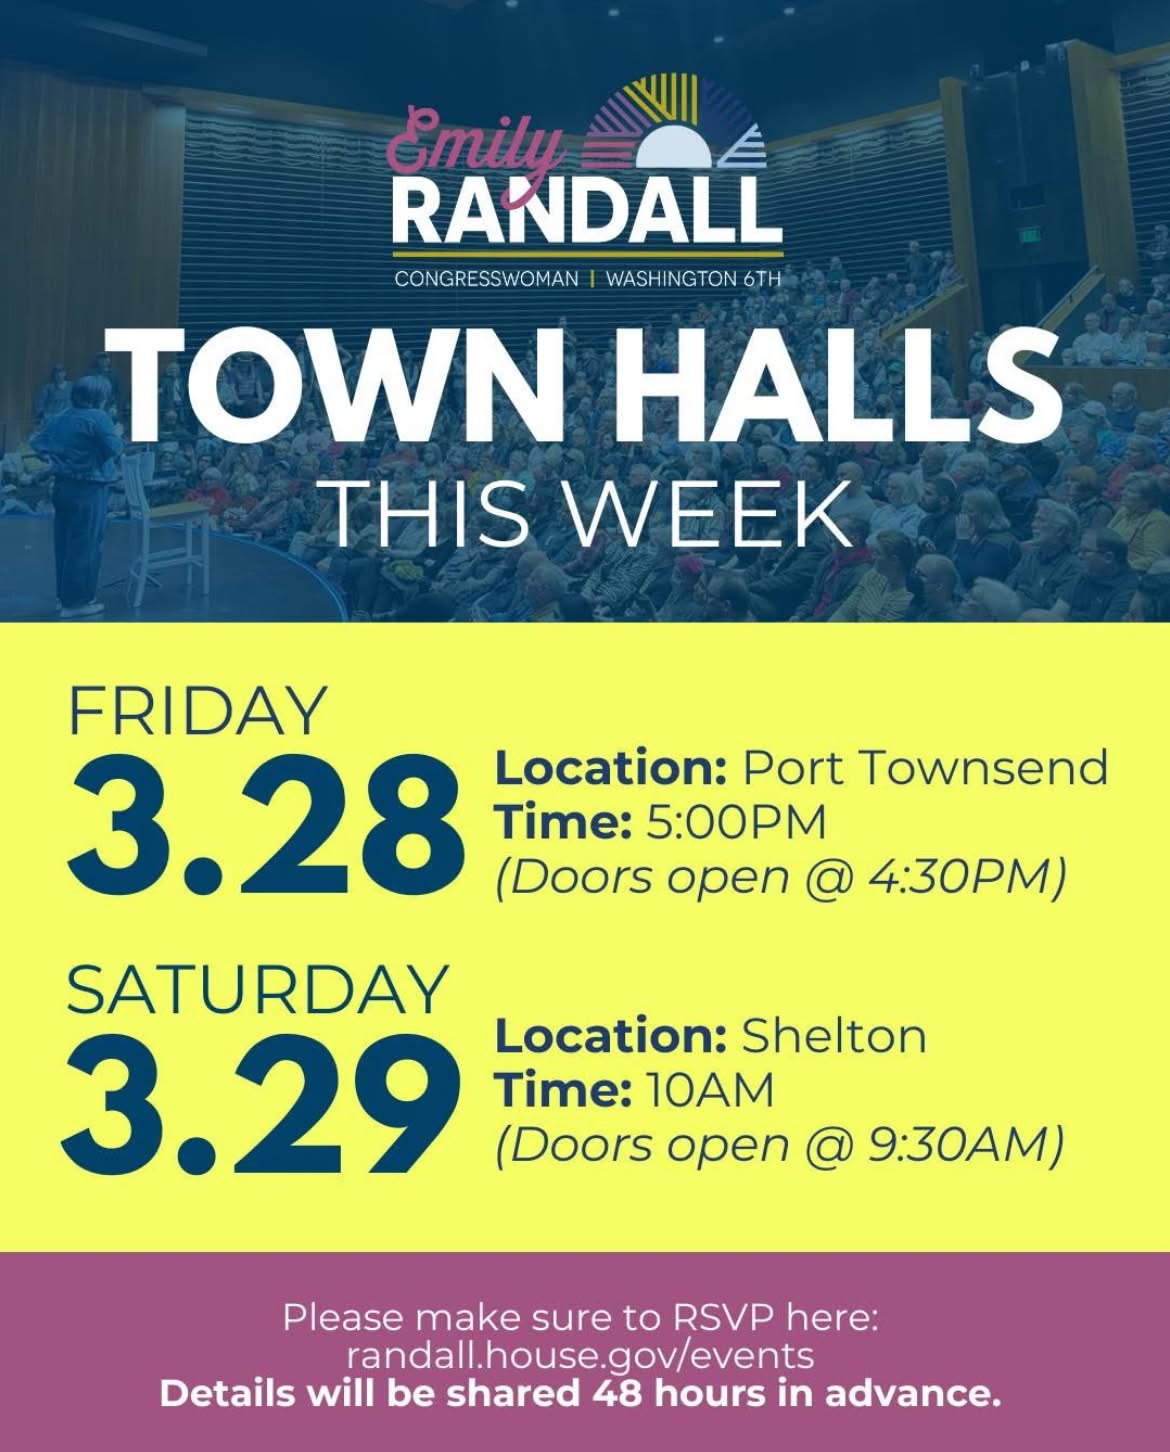 Emily
RANDALL
CONGRESSWOMAN | WASHINGTON 6TH
TOWN HALLS
THIS WEEK
FRIDAY
3.28
Location: Port Townsend
Time: 5:00PM
(Doors open @ 4:30PM)
SATURDAY
3.29
Location: Shelton
Time: 10AM
(Doors open @ 9:30AM)
Please make sure to RSVP here:
randall.house.gov/events
Details will be shared 48 hours in advance.